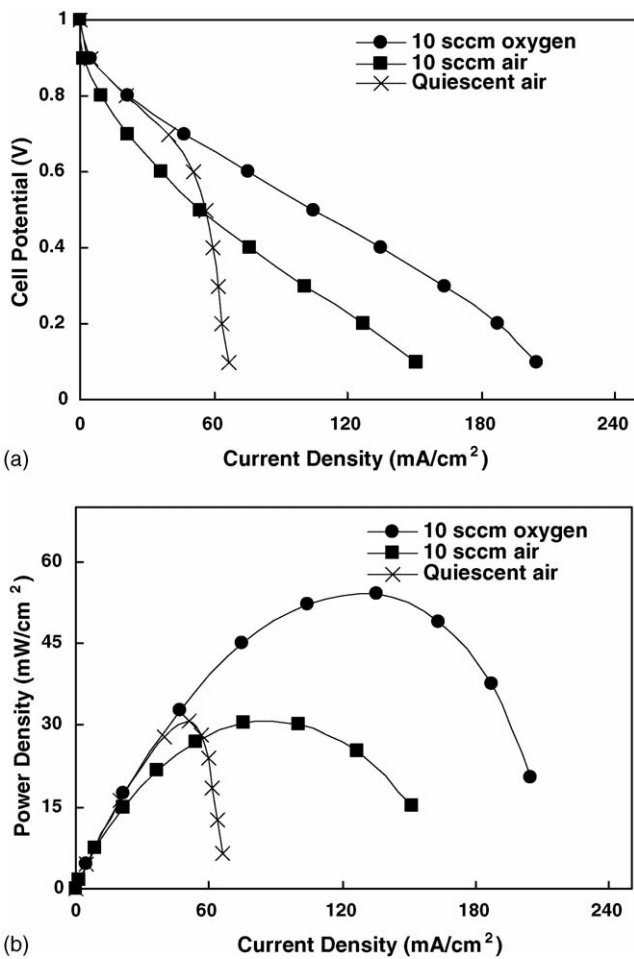 1
10 sccm oxygen
10 sccm air
Quiescent air
0.8
0.6
0.4
0.2
0
Cell Potential (V)
0 60 120 180 240
(a) Current Density (mA/cm²)
10 sccm oxygen
10 sccm air
Quiescent air
60
45
30
15
0
Power Density (mW/cm²)
0 60 120 180 240
(b) Current Density (mA/cm²)